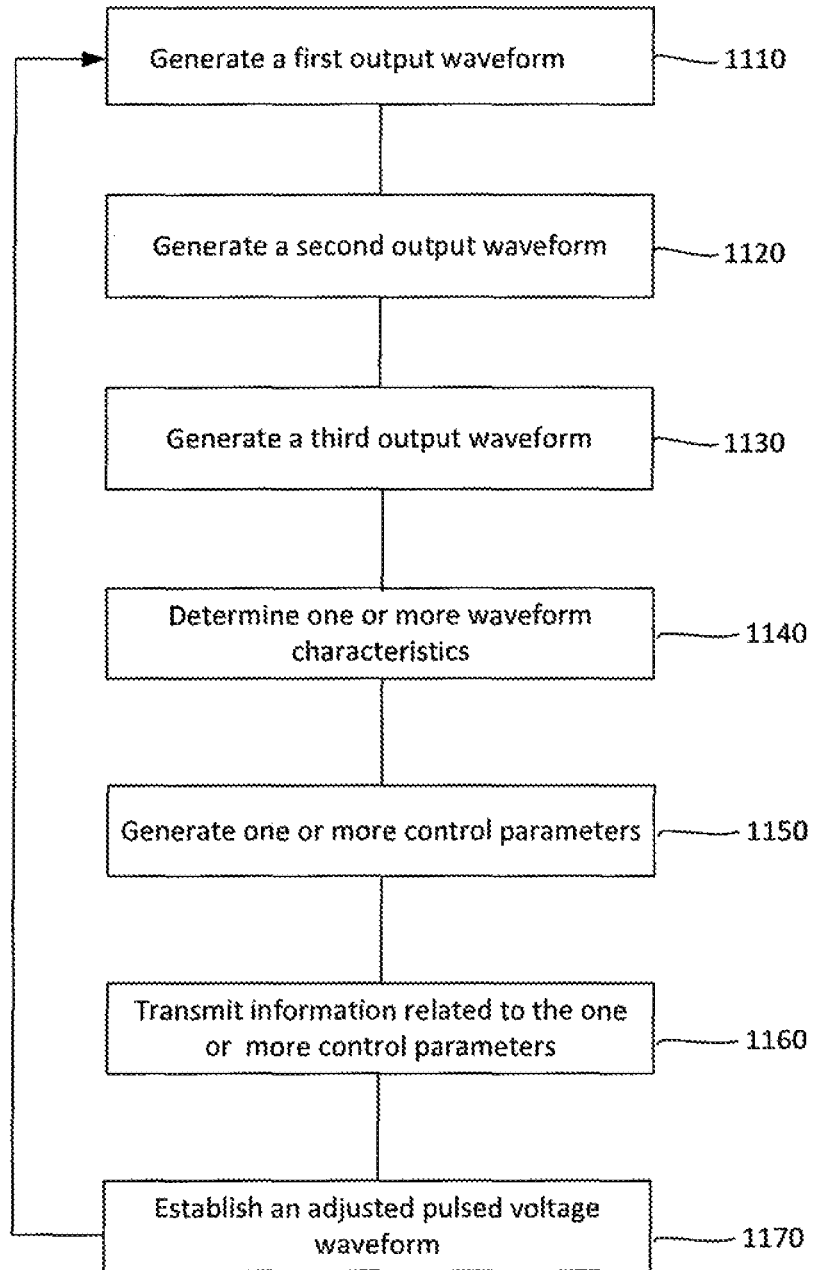 Generate a first output waveform 1110
Generate a second output waveform 1120
Generate a third output waveform 1130
Determine one or more waveform
characteristics 1140
Generate one or more control parameters 1150
Transmit information related to the one
or more control parameters 1160
Establish an adjusted pulsed voltage
waveform 1170